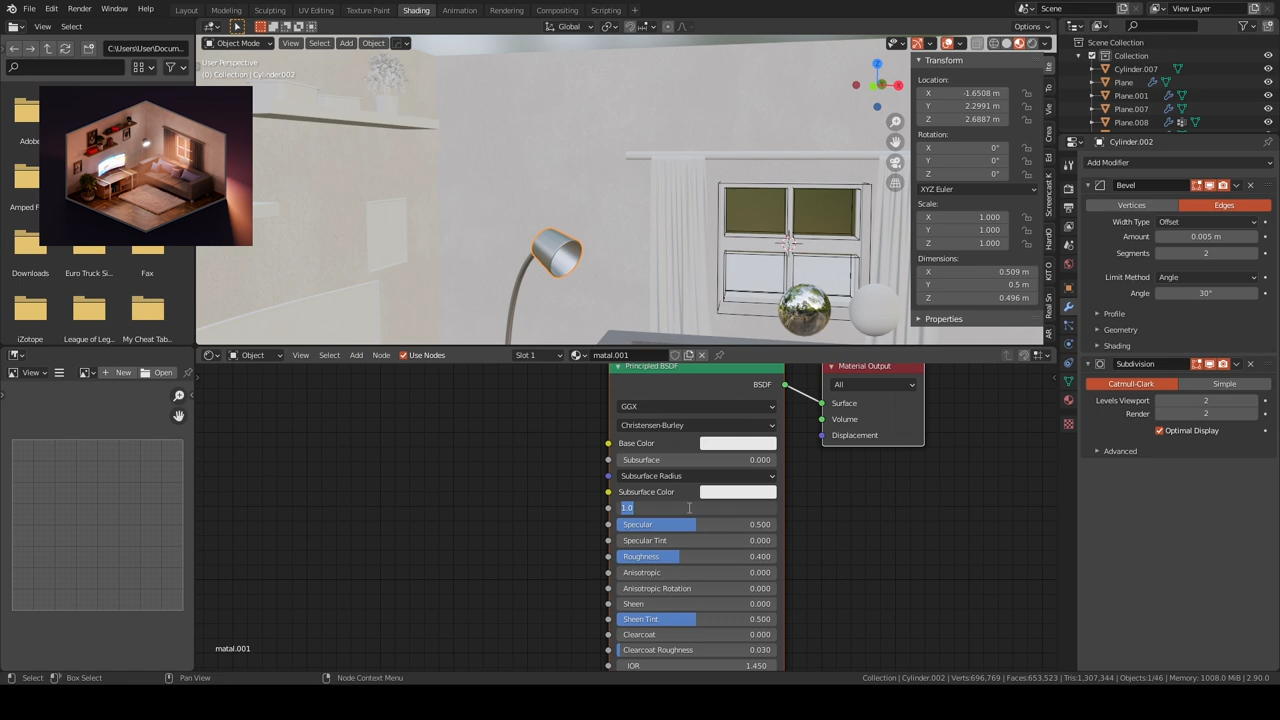 File Edit Render Window Help Layout Modeling Sculpting UV Editing Texture Paint Shading Animation Rendering Compositing Scripting Scene View Layer
View Select Global Options
C:\Users\User\Docum...
Object Mode View Select Add Object
User Perspective
(0) Collection | Cylinder.002
Z
X
Adobe
Amped F
Downloads Euro Truck Si... Fax
iZotope League of Leg... My Cheat Tab...
Transform
Location:
X -1.6508 m
Y 2.2991 m
Z 2.6887 m
Rotation:
X 0°
Y 0°
Z 0°
XYZ Euler
Scale:
X 1.000
Y 1.000
Z 1.000
Dimensions:
X 0.509 m
Y 0.5 m
Z 0.496 m
Properties
To
Vie
Crea
Ed
Screencast K
HardO
KIT O
Real Sn
AR
Scene Collection
Collection
Cylinder.007
Plane
Plane.001
Plane.007
Plane.008
Cylinder.002
Add Modifier
Bevel
Vertices Edges
Width Type Offset
Amount 0.005 m
Segments 2
Limit Method Angle
Angle 30°
Profile
Geometry
Shading
Subdivision
Catmull-Clark Simple
Levels Viewport 2
Render 2
Optimal Display
Advanced
View New Open
Object View Select Add Node Use Nodes Slot 1 matal.001
Principled BSDF
BSDF
GGX
Christensen-Burley
Base Color
Subsurface 0.000
Subsurface Radius
Subsurface Color
1.0
Specular 0.500
Specular Tint 0.000
Roughness 0.400
Anisotropic 0.000
Anisotropic Rotation 0.000
Sheen 0.000
Sheen Tint 0.500
Clearcoat 0.000
Clearcoat Roughness 0.030
IOR 1.450
Material Output
All
Surface
Volume
Displacement
matal.001
Select Box Select Pan View Node Context Menu Collection | Cylinder.002 | Verts:696,769 | Faces:653,523 | Tris:1,307,344 | Objects:1/46 | Memory: 1008.0 MiB | 2.90.0